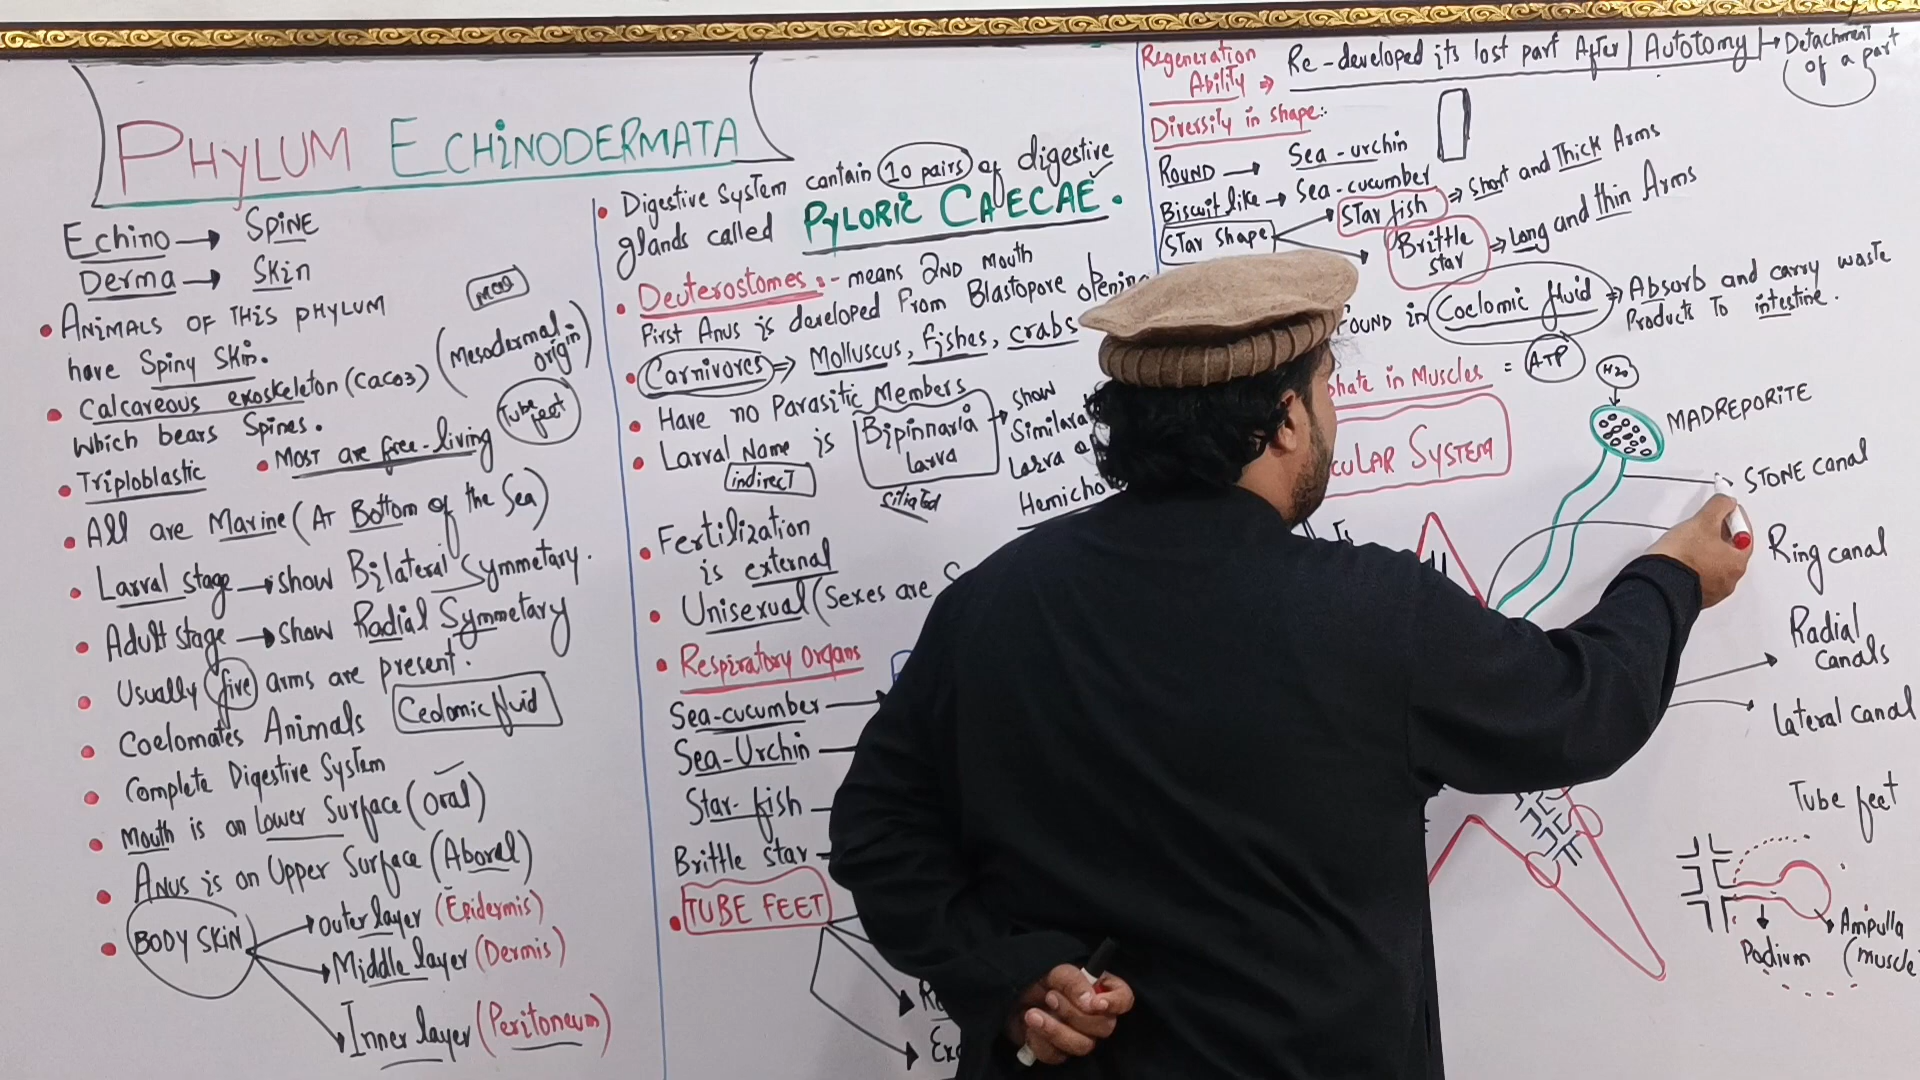 PHYLUM ECHINODERMATA
Echino → SPINE
Derma → Skin
• ANIMALS OF THIS PHYLUM
have Spiny Skin.
• Calcareous exoskeleton (CaCO3) (Mesodermal origin)
Which bears Spines.
Tube feet
• Triploblastic • MOST are free-living
• All are Marine (AT Bottom of the Sea)
• Larval stage → show Bilateral Symmetary.
• Adult stage → show Radial Symmetary
• Usually five arms are present.
• Coelomates Animals Ceolomic fluid
• Complete Digestive System
• Mouth is on lower Surface (Oral)
• ANUS is on Upper Surface (Aboral)
• BODY SKIN
outer layer (Epidermis)
Middle layer (Dermis)
Inner layer (Peritoneum)
• Digestive System contain 10 pairs of digestive
glands called PYLORIC CAECAE.
• Deuterostomes :- means 2ND Mouth
First Anus is developed From Blastopore opening
• Carnivores ⇒ Molluscus, fishes, crabs
• Have no Parasitic Members
• Larval Name is Bipinnaria larva → show
indirect
Larva
Ciliated
• Fertilization
is external
• Unisexual (Sexes are
• Respiratory Organs
Sea-cucumber
Sea-Urchin
Star-fish
Brittle star
• TUBE FEET
Regeneration
Ability ⇒ Re-developed its lost part After Autotomy → Detachment
of a part
Diversity in shape:-
ROUND → Sea-urchin
Biscuit like → Sea-cucumber
Star shape
Star fish ⇒ Short and Thick Arms
Brittle star ⇒ Long and thin Arms
FOUND in Coelomic fluid ⇒ Absorb and carry waste
Products To intestine.
phate in Muscles = ATP
CULAR SYSTEM
H2O
MADREPORITE
STONE canal
Ring canal
Radial
canals
Lateral canal
Tube feet
Podium
Ampulla
(muscle